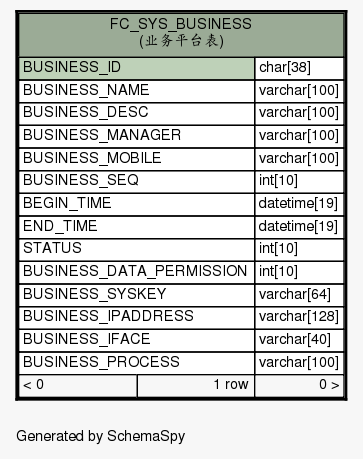 FC_SYS_BUSINESS
(业务平台表)
BUSINESS_ID char[38]
BUSINESS_NAME varchar[100]
BUSINESS_DESC varchar[100]
BUSINESS_MANAGER varchar[100]
BUSINESS_MOBILE varchar[100]
BUSINESS_SEQ int[10]
BEGIN_TIME datetime[19]
END_TIME datetime[19]
STATUS int[10]
BUSINESS_DATA_PERMISSION int[10]
BUSINESS_SYSKEY varchar[64]
BUSINESS_IPADDRESS varchar[128]
BUSINESS_IFACE varchar[40]
BUSINESS_PROCESS varchar[100]
< 0 1 row 0 >
Generated by SchemaSpy